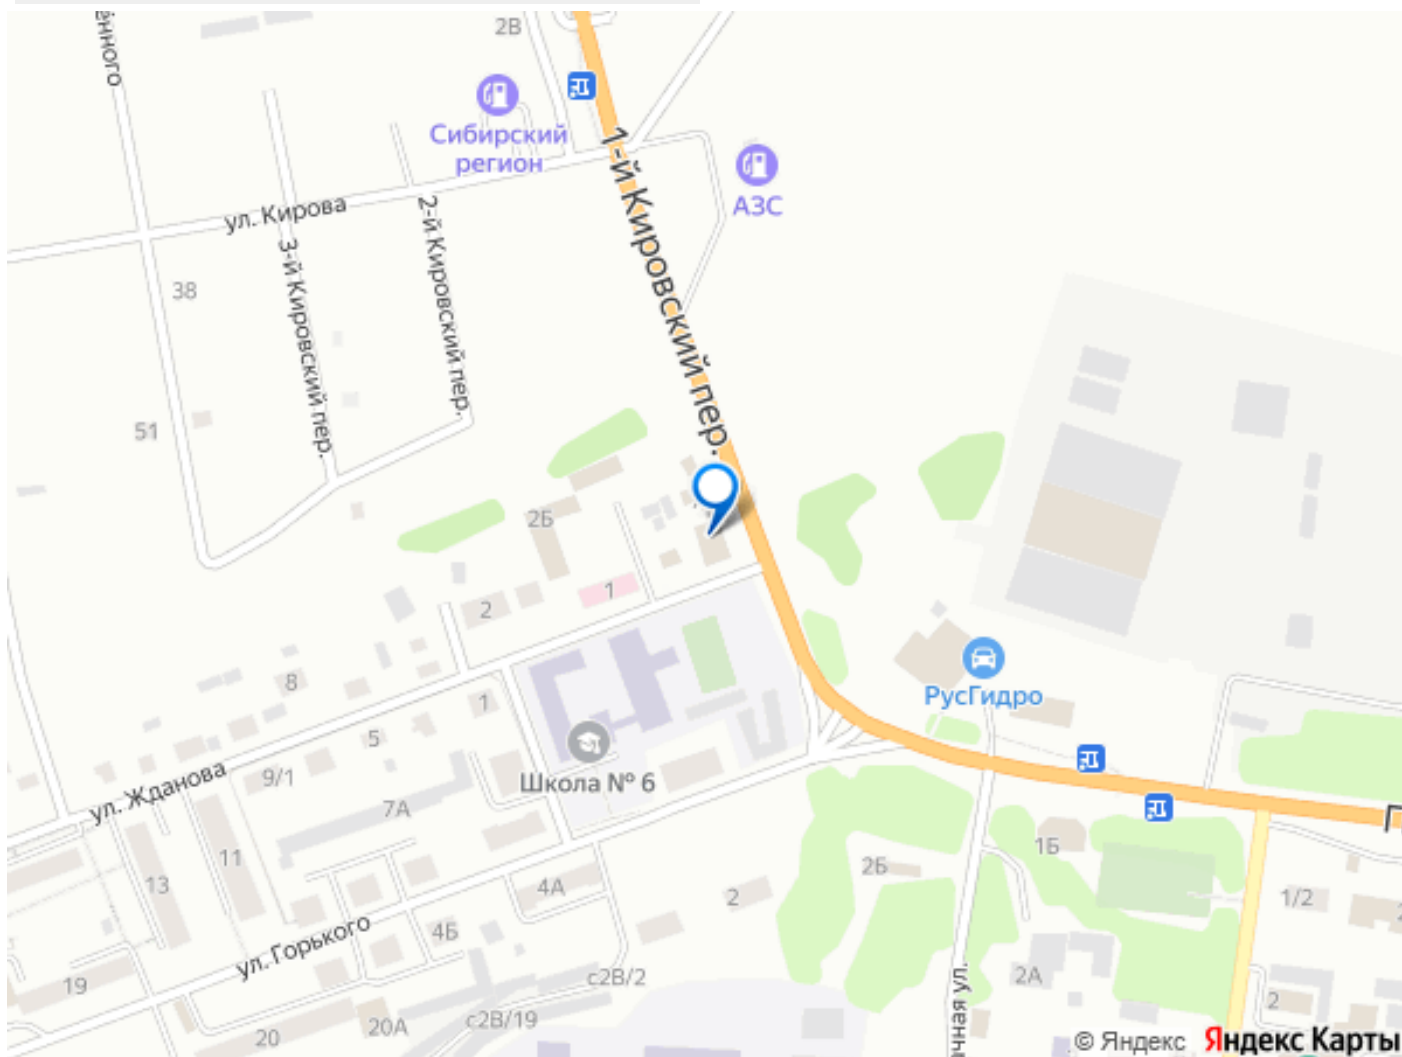 2В
Сибирский
регион
1-й Кировский пер.
АЗС
ул. Кирова
2-й Кировский пер.
3-й Кировский пер.
38
51
2Б
1
2
8
1
5
РусГидро
Школа № 6
9/1
ул. Жданова
7А
11
13
1Б
2Б
4А
2
1/2
ул. Горького
4Б
с2В/2
19
2А
2
с2В/19
20А
20
© Яндекс Яндекс Карты